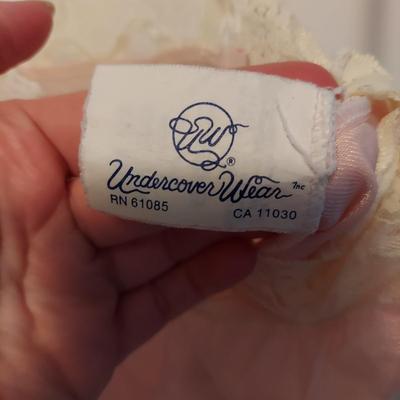 UW ®
Undercover Wear Inc
RN 61085 CA 11030